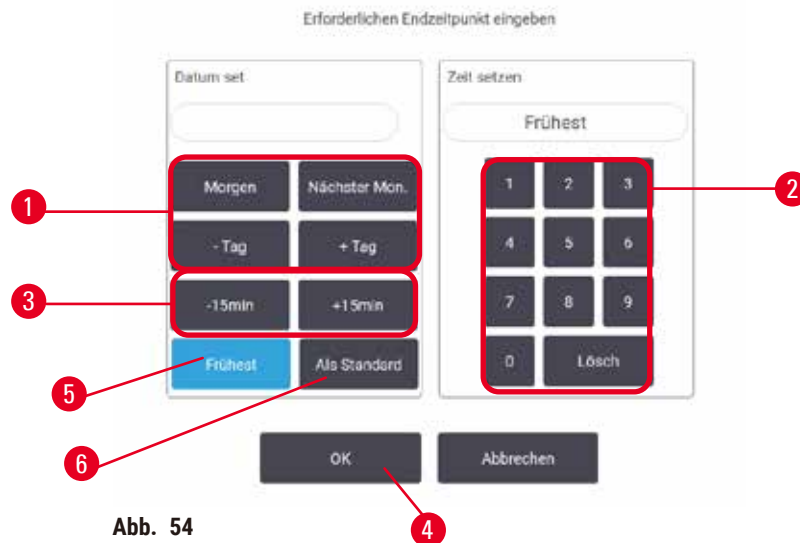 Erforderlichen Endzeitpunkt eingeben
Datum set
Zeit setzen
Frühest
1
Morgen
Nächster Mon.
- Tag
+ Tag
3
-15min
+15min
5
Frühest
Als Standard
6
1
2
3
2
4
5
6
7
8
9
0
Lösch
OK
Abbrechen
4
Abb. 54